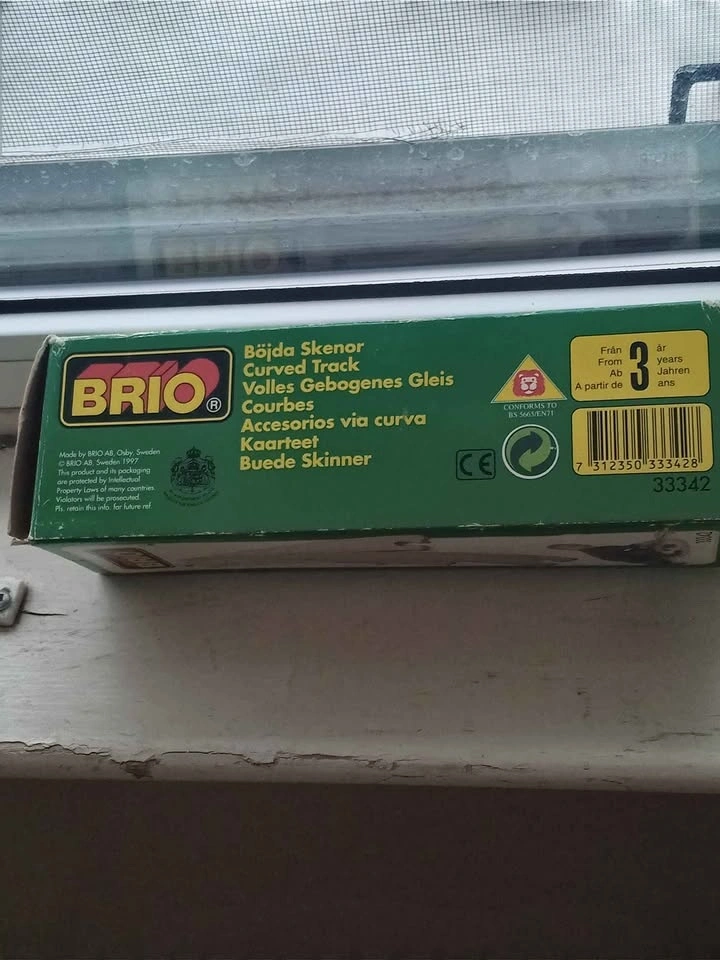 BRIO®
Böjda Skenor
Curved Track
Volles Gebogenes Gleis
Courbes
Accesorios via curva
Kaarteet
Buede Skinner
Made by BRIO AB, Osby, Sweden
© BRIO AB, Sweden 1997
This product and its packaging
are protected by Intellectual
Property Laws of many countries.
Violators will be prosecuted.
Pls. retain this info. for future ref.
CE
CONFORMS TO
BS 5665/EN71
Från 3 år
From years
Ab Jahren
A partir de ans
7 312350 333428
33342